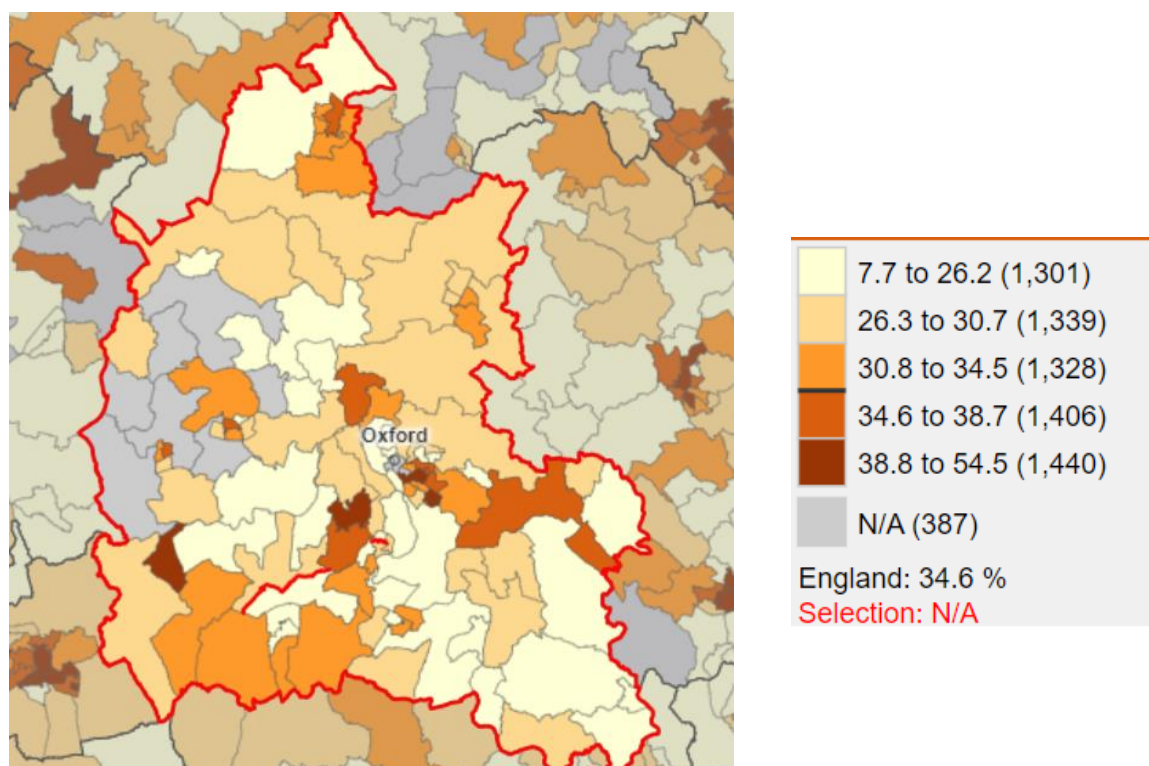 Oxford
7.7 to 26.2 (1,301)
26.3 to 30.7 (1,339)
30.8 to 34.5 (1,328)
34.6 to 38.7 (1,406)
38.8 to 54.5 (1,440)
N/A (387)
England: 34.6 %
Selection: N/A